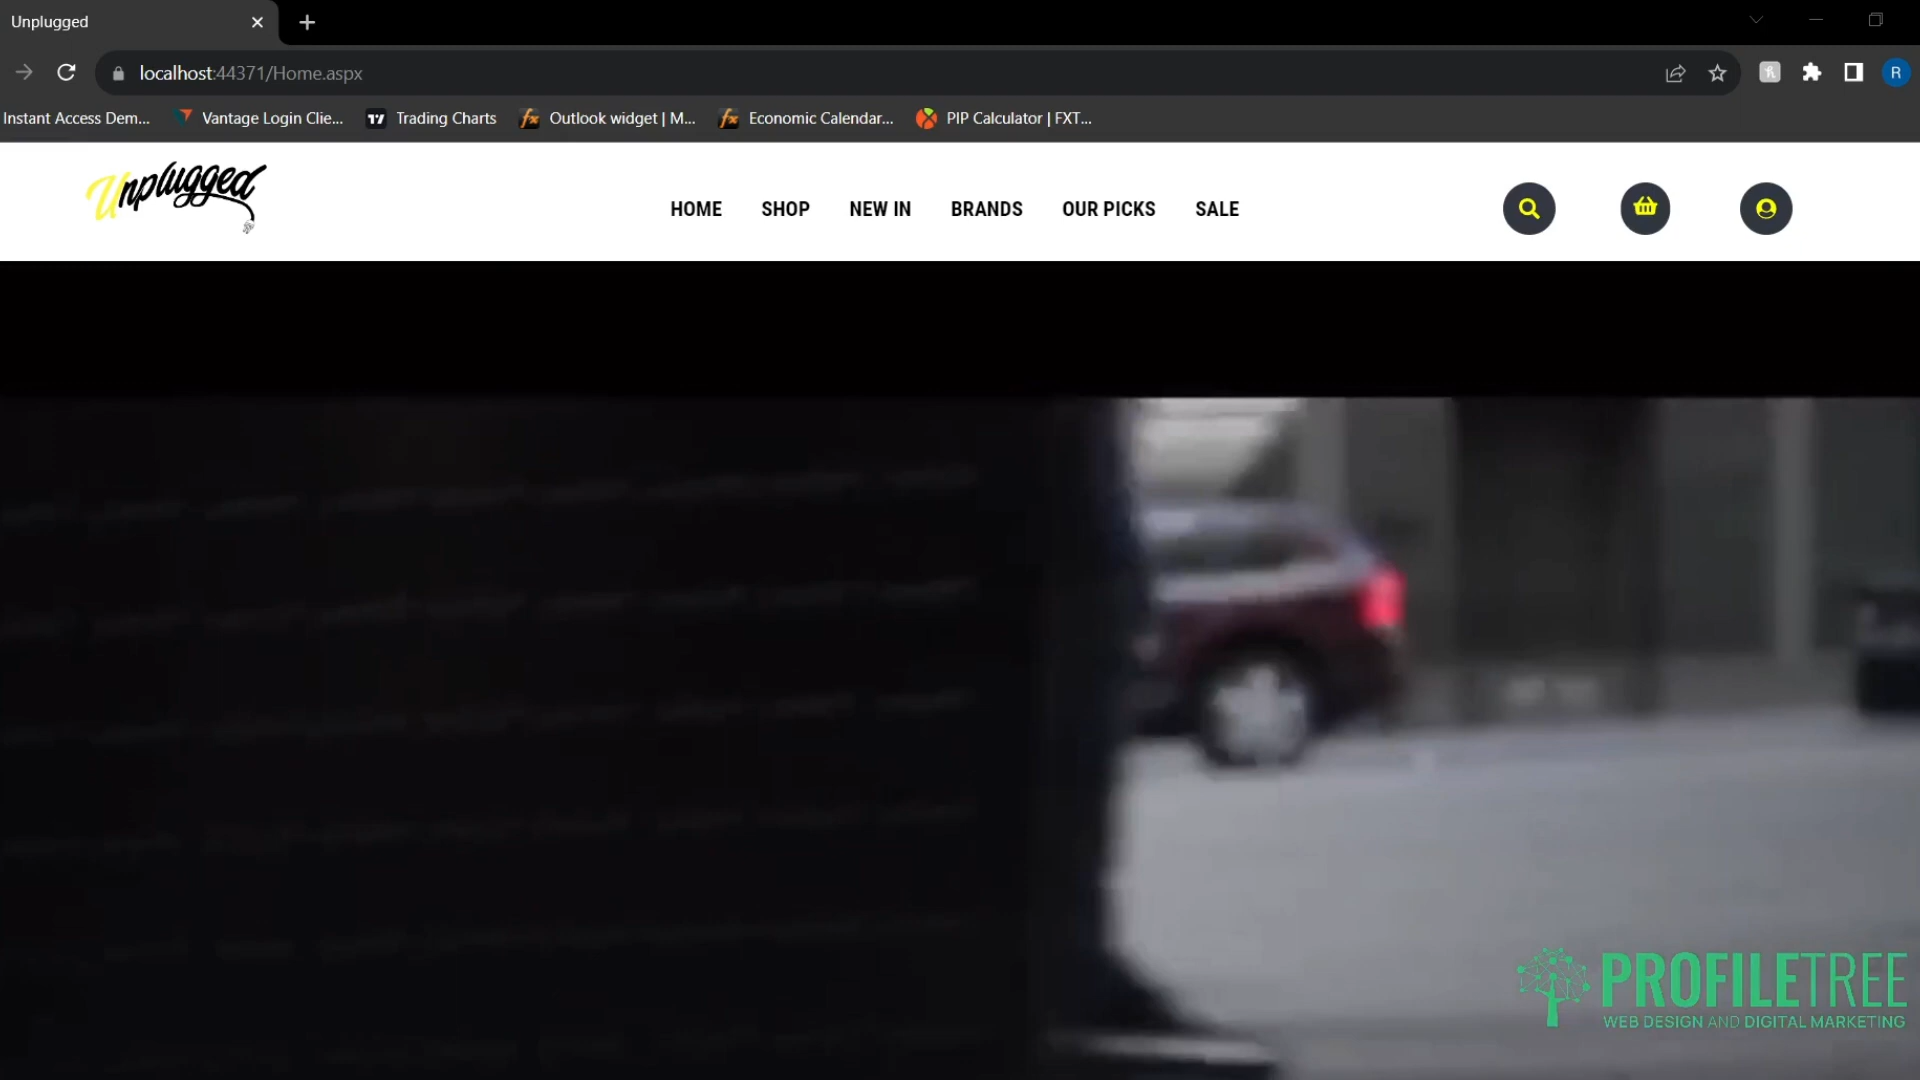 Unplugged
localhost:44371/Home.aspx
R
Instant Access Dem... Vantage Login Clie... Trading Charts Outlook widget | M... Economic Calendar... PIP Calculator | FXT...
Unplugged
HOME SHOP NEW IN BRANDS OUR PICKS SALE
PROFILETREE
WEB DESIGN AND DIGITAL MARKETING